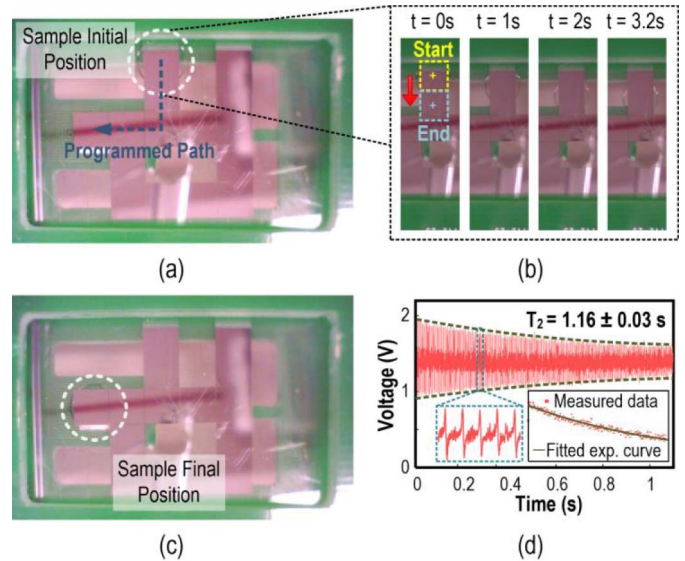 Sample Initial
Position
Programmed Path
(a)
t = 0s
t = 1s
t = 2s
t = 3.2s
Start
End
(b)
Sample Final
Position
(c)
T2 = 1.16 ± 0.03 s
Voltage (V)
2
1
0
Measured data
Fitted exp. curve
0
0.2
0.4
0.6
0.8
1
Time (s)
(d)